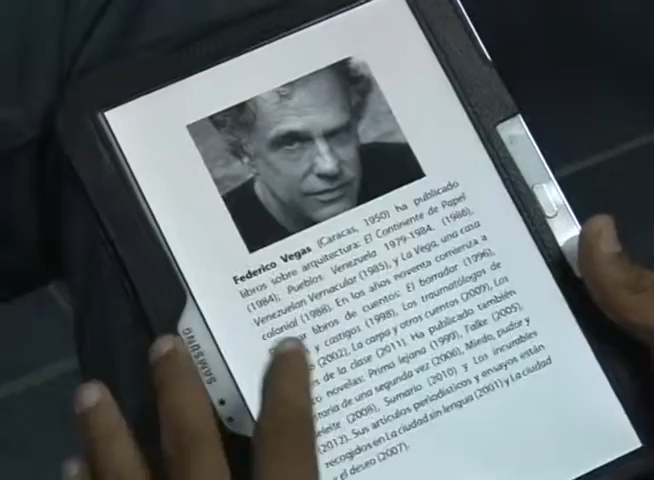 Federico Vegas (Caracas, 1950) ha publicado
libros sobre arquitectura: El Continente de Papel
(1984), Pueblos. Venezuela 1979-1984, (1986),
Venezuelan Vernacular (1985), y La Vega, una casa
colonial (1988). En los años noventa comienza a
libros de cuentos: El borrador (1996),
y castigos (1998), Los traumatólogos de
(2002), La carpa y otros cuentos (2009), Los
de la clase (2011). Ha publicado también
novelas: Prima lejana (1999), Falke (2005),
de una segunda vez (2006), Miedo, pudor y
(2008), Sumario (2010) y Los incurables
(2012). Sus artículos periodísticos y ensayos están
recogidos en La ciudad sin lengua (2001) y La ciudad
y el deseo (2007).
SAMSUNG